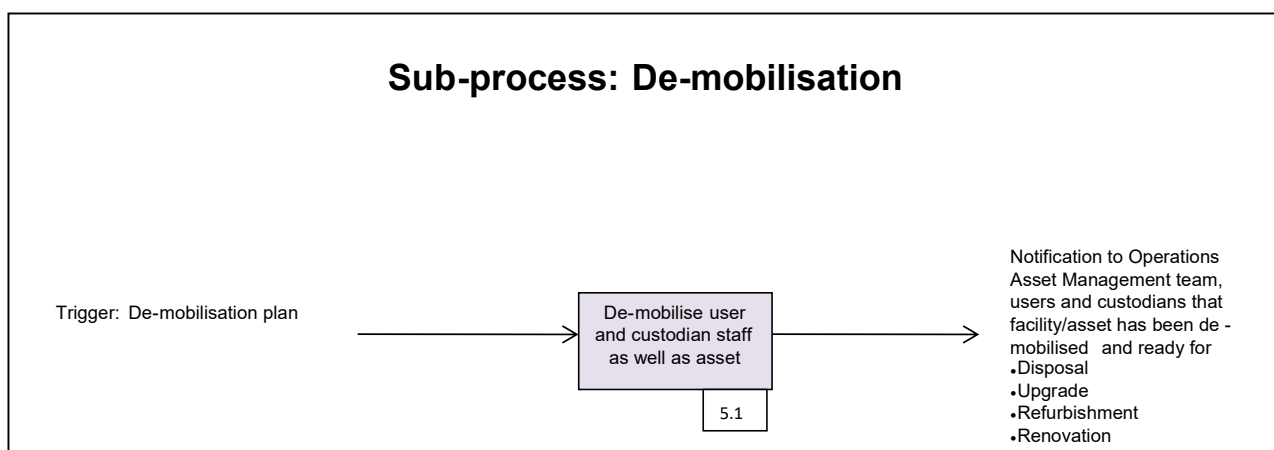 Sub-process: De-mobilisation
Trigger: De-mobilisation plan
De-mobilise user
and custodian staff
as well as asset
5.1
Notification to Operations
Asset Management team,
users and custodians that
facility/asset has been de -
mobilised and ready for
•Disposal
•Upgrade
•Refurbishment
•Renovation